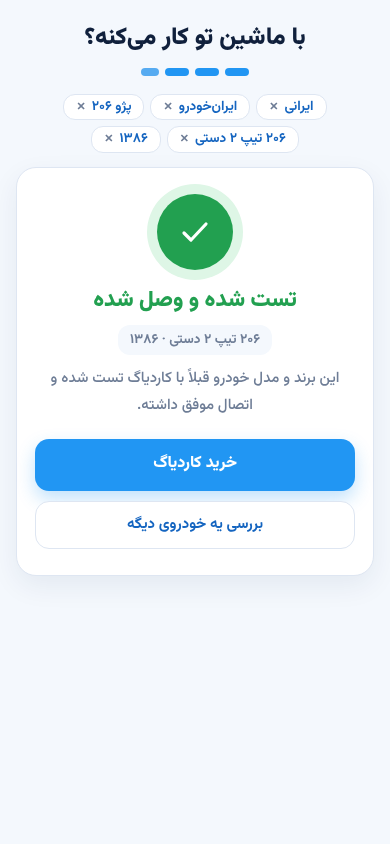 با ماشین تو کار می‌کنه؟
ایرانی ×
ایران‌خودرو ×
پژو ۲۰۶ ×
۲۰۶ تیپ ۲ دستی ×
۱۳۸۶ ×
تست شده و وصل شده
۲۰۶ تیپ ۲ دستی · ۱۳۸۶
این برند و مدل خودرو قبلاً با کاردیاگ تست شده و
اتصال موفق داشته.
خرید کاردیاگ
بررسی یه خودروی دیگه